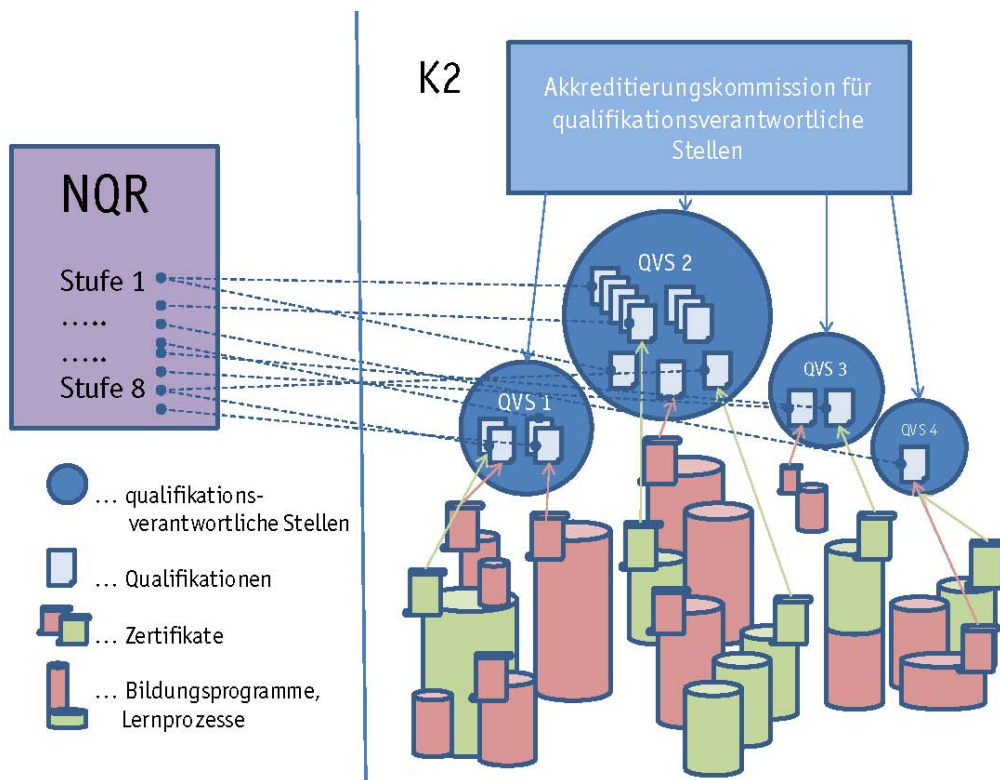 K2
Akkreditierungskommission für
qualifikationsverantwortliche
Stellen
NQR
Stufe 1
.....
.....
Stufe 8
QVS 1
QVS 2
QVS 3
QVS 4
... qualifikations-
verantwortliche Stellen
... Qualifikationen
... Zertifikate
... Bildungsprogramme,
Lernprozesse